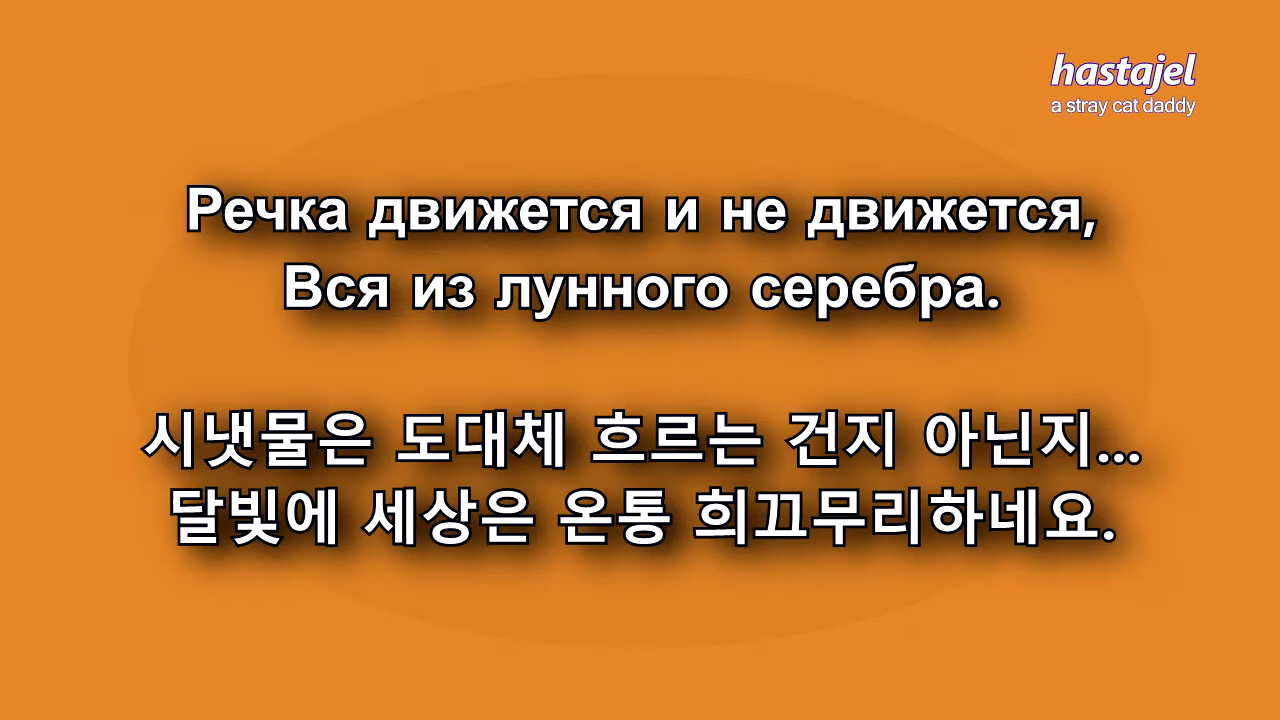 hastajel
a stray cat daddy
Речка движется и не движется,
Вся из лунного серебра.
시냇물은 도대체 흐르는 건지 아닌지...
달빛에 세상은 온통 희끄무리하네요.